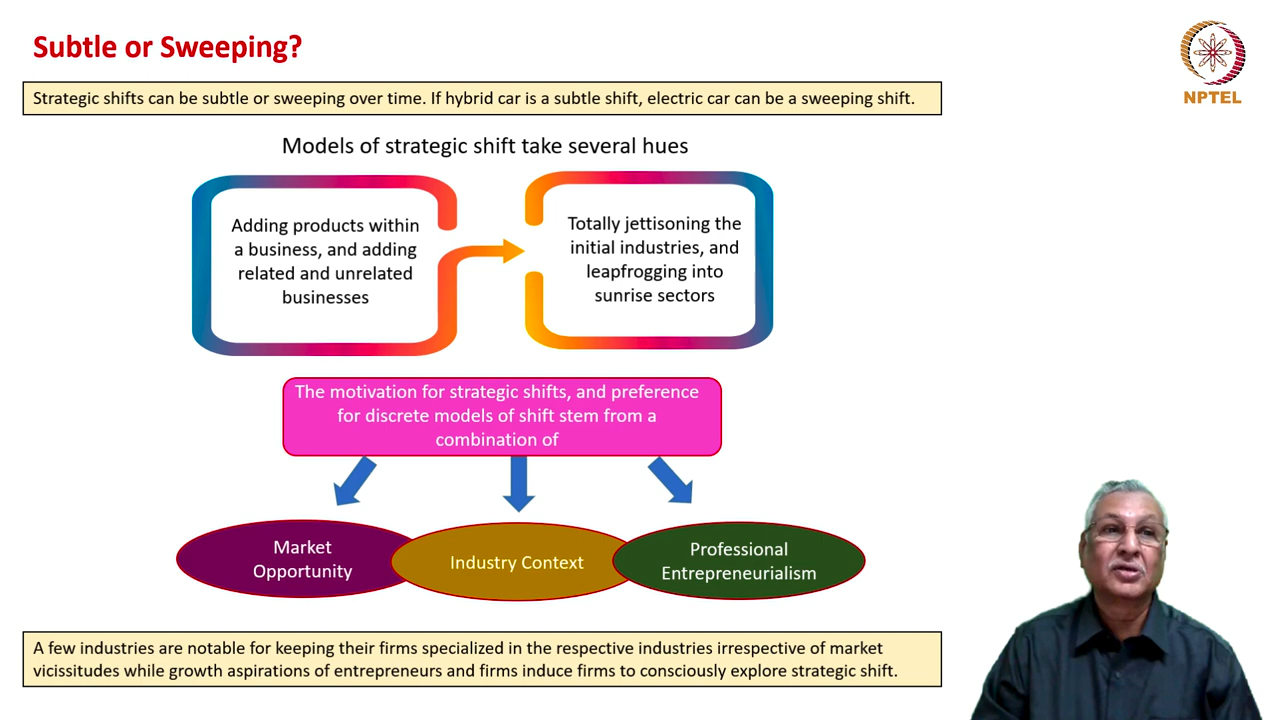 Subtle or Sweeping?
NPTEL
Strategic shifts can be subtle or sweeping over time. If hybrid car is a subtle shift, electric car can be a sweeping shift.
Models of strategic shift take several hues
Adding products within
a business, and adding
related and unrelated
businesses
Totally jettisoning the
initial industries, and
leapfrogging into
sunrise sectors
The motivation for strategic shifts, and preference
for discrete models of shift stem from a
combination of
Market
Opportunity
Industry Context
Professional
Entrepreneurialism
A few industries are notable for keeping their firms specialized in the respective industries irrespective of market
vicissitudes while growth aspirations of entrepreneurs and firms induce firms to consciously explore strategic shift.